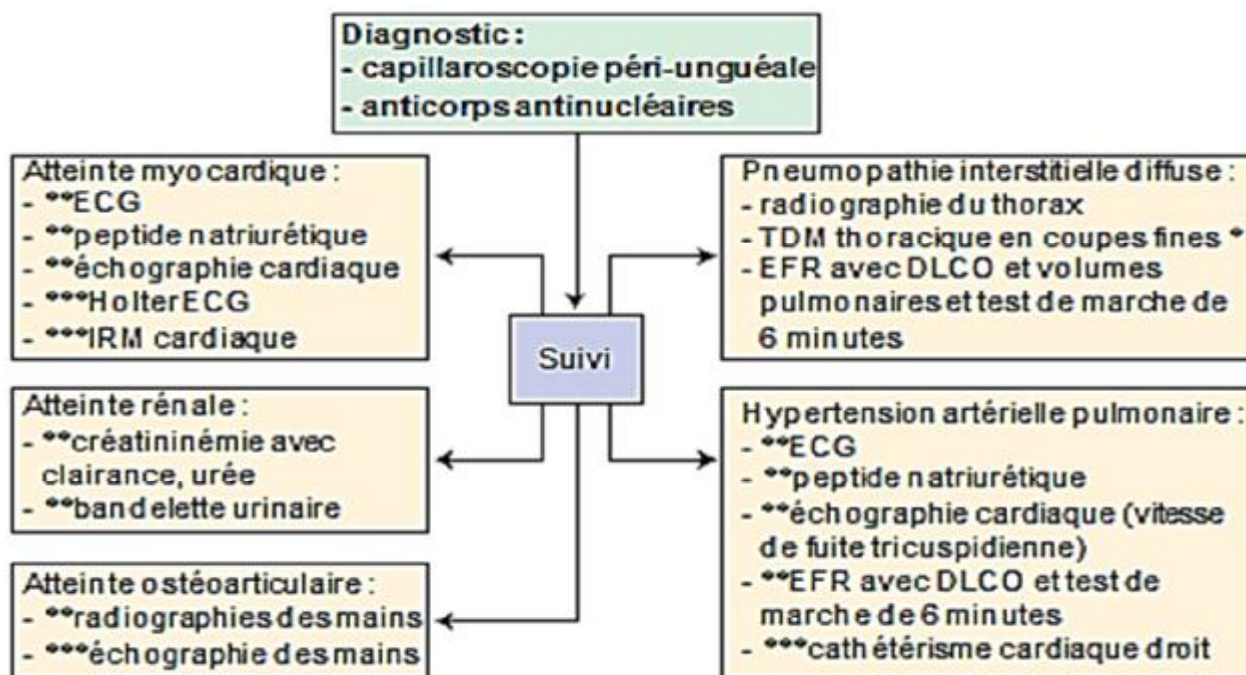 Diagnostic :
- capillaroscopie péri-unguéale
- anticorps antinucléaires
Atteinte myocardique :
- **ECG
- **peptide natriurétique
- **échographie cardiaque
- ***Holter ECG
- ***IRM cardiaque
Pneumopathie interstitielle diffuse :
- radiographie du thorax
- TDM thoracique en coupes fines *
- EFR avec DLCO et volumes
pulmonaires et test de marche de
6 minutes
Suivi
Atteinte rénale :
- **créatininémie avec
clairance, urée
- **bandelette urinaire
Hypertension artérielle pulmonaire :
- **ECG
- **peptide natriurétique
- **échographie cardiaque (vitesse
de fuite tricuspidienne)
- **EFR avec DLCO et test de
marche de 6 minutes
- ***cathétérisme cardiaque droit
Atteinte ostéoarticulaire :
- **radiographies des mains
- ***échographie des mains